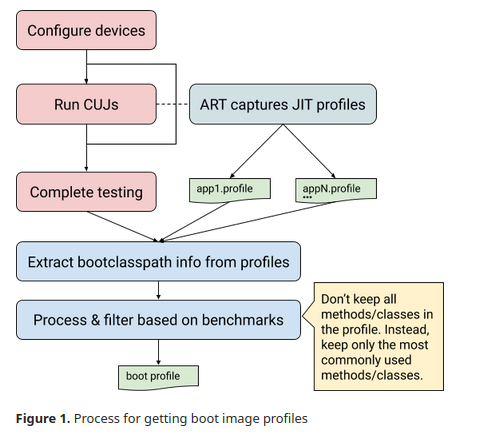 Configure devices
Run CUJs
ART captures JIT profiles
Complete testing
app1.profile
appN.profile
...
Extract bootclasspath info from profiles
Process & filter based on benchmarks
Don't keep all
methods/classes in
the profile. Instead,
keep only the most
commonly used
methods/classes.
boot profile
Figure 1. Process for getting boot image profiles